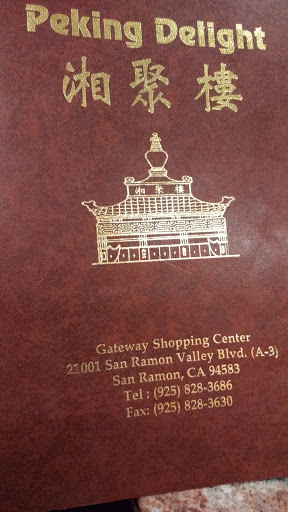 Peking Delight
湘聚樓
湘聚樓
Gateway Shopping Center
21001 San Ramon Valley Blvd. (A-3)
San Ramon, CA 94583
Tel : (925) 828-3686
Fax: (925) 828-3630